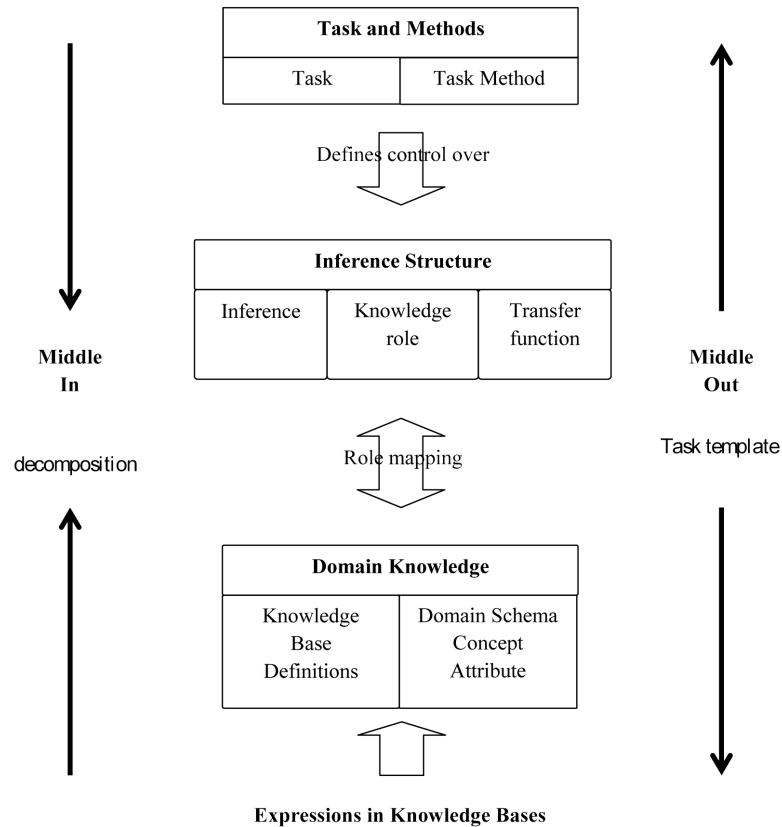 Task and Methods
Task
Task Method
Defines control over
Inference Structure
Inference
Knowledge
role
Transfer
function
Middle
In
decomposition
Middle
Out
Task template
Role mapping
Domain Knowledge
Knowledge
Base
Definitions
Domain Schema
Concept
Attribute
Expressions in Knowledge Bases